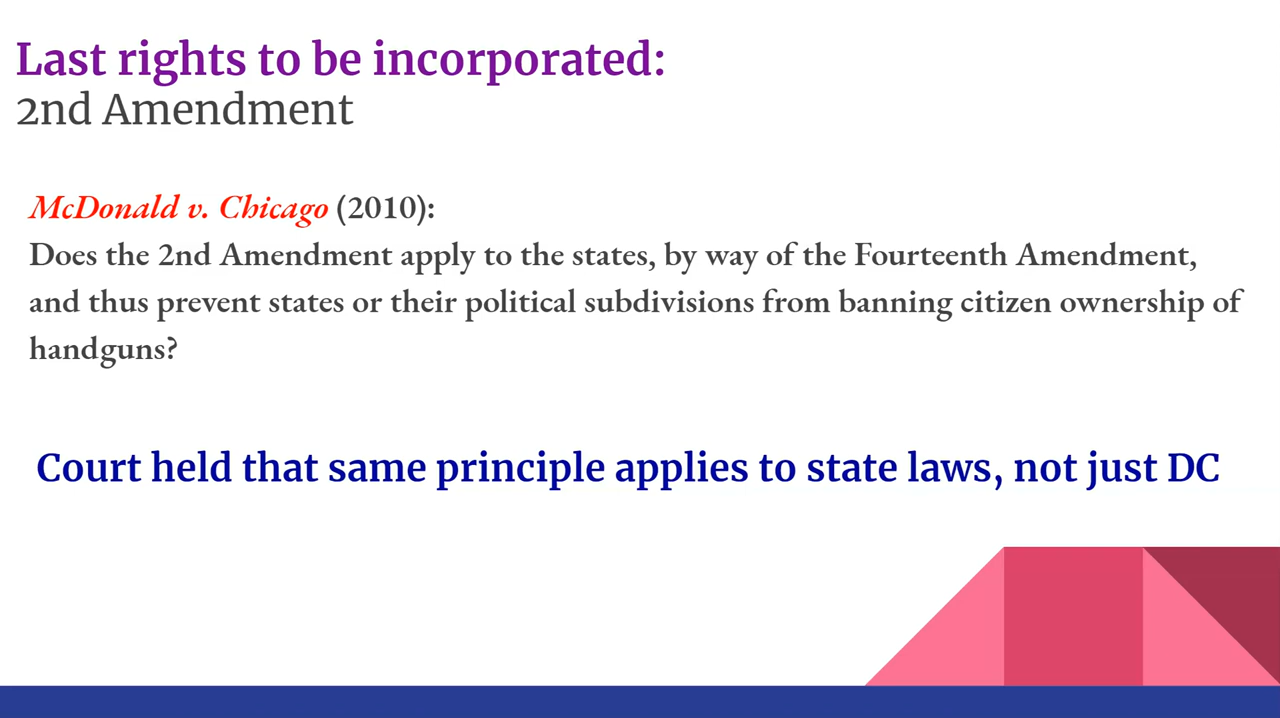 Last rights to be incorporated:
2nd Amendment
McDonald v. Chicago (2010):
Does the 2nd Amendment apply to the states, by way of the Fourteenth Amendment,
and thus prevent states or their political subdivisions from banning citizen ownership of
handguns?
Court held that same principle applies to state laws, not just DC